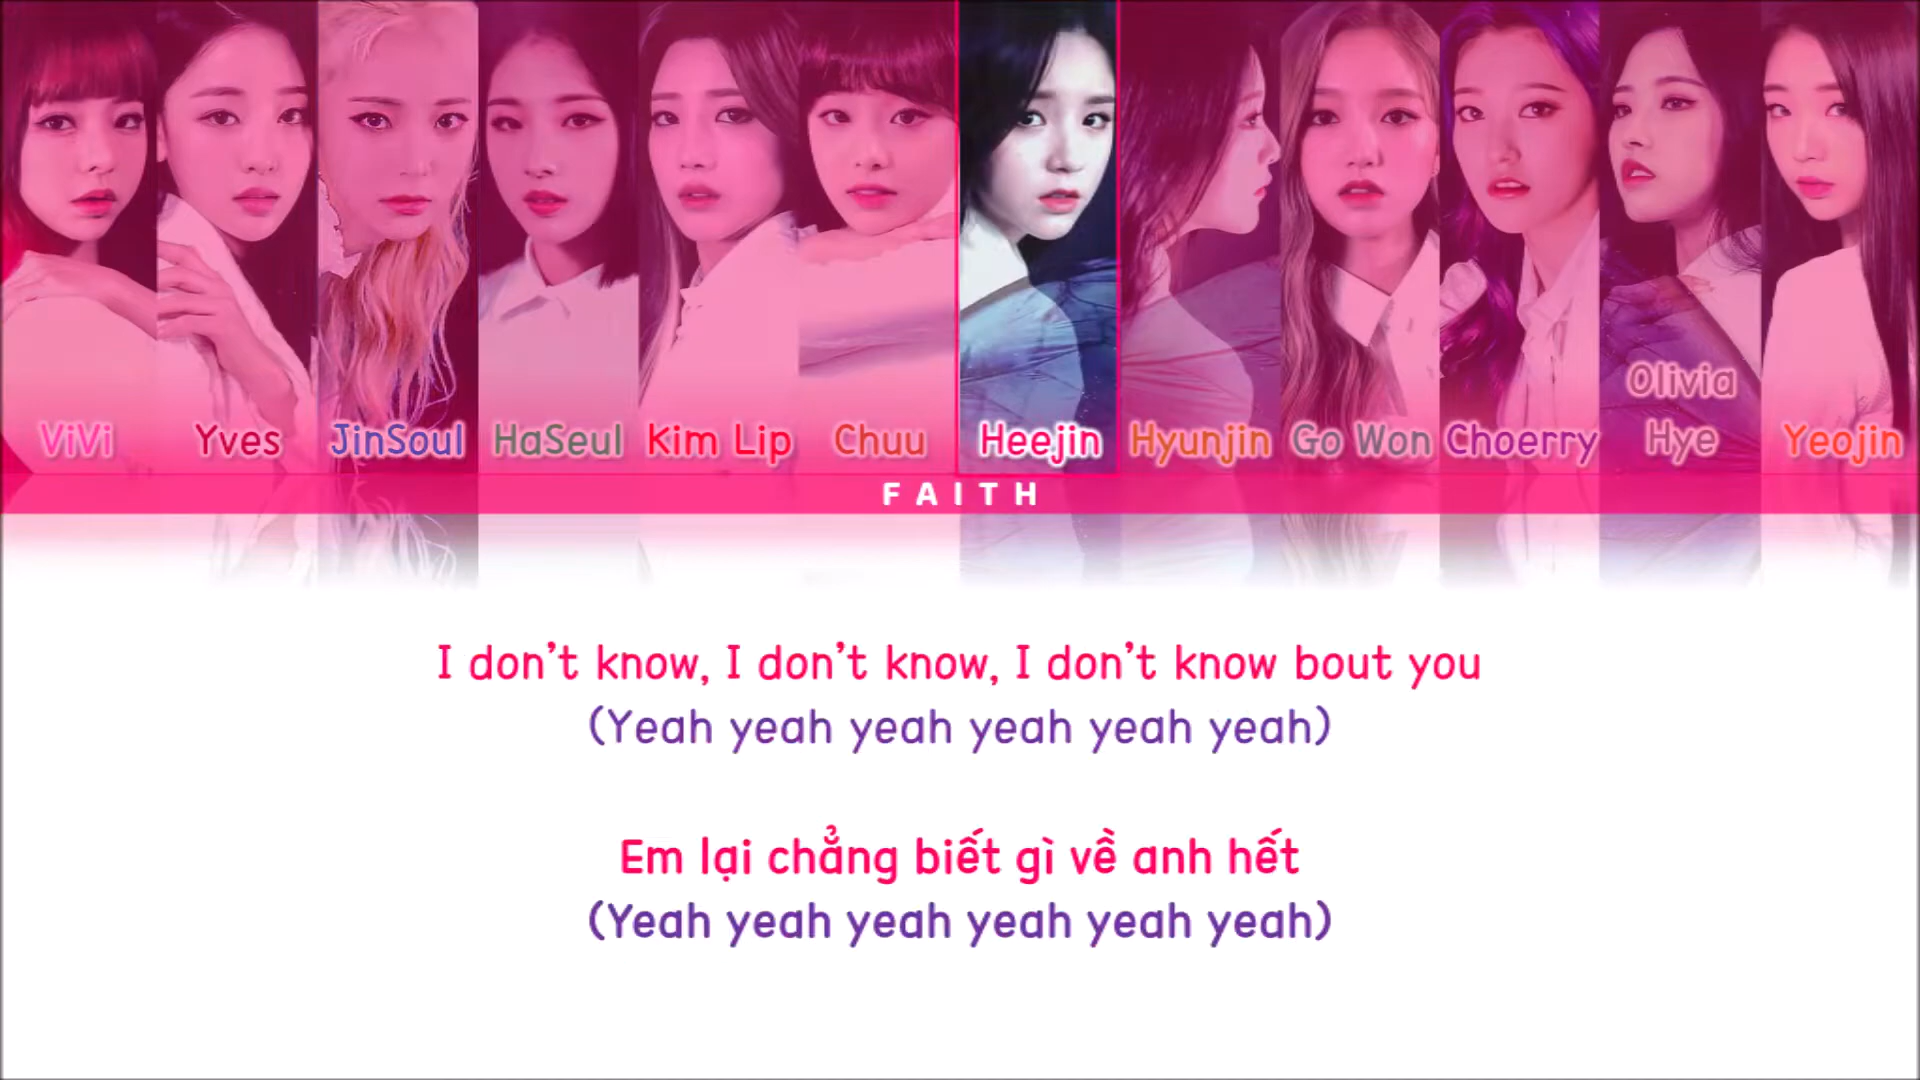 ViVi Yves JinSoul HaSeul Kim Lip Chuu Heejin Hyunjin Go Won Choerry Olivia Hye Yeojin
FAITH
I don't know, I don't know, I don't know bout you
(Yeah yeah yeah yeah yeah yeah)
Em lại chẳng biết gì về anh hết
(Yeah yeah yeah yeah yeah yeah)